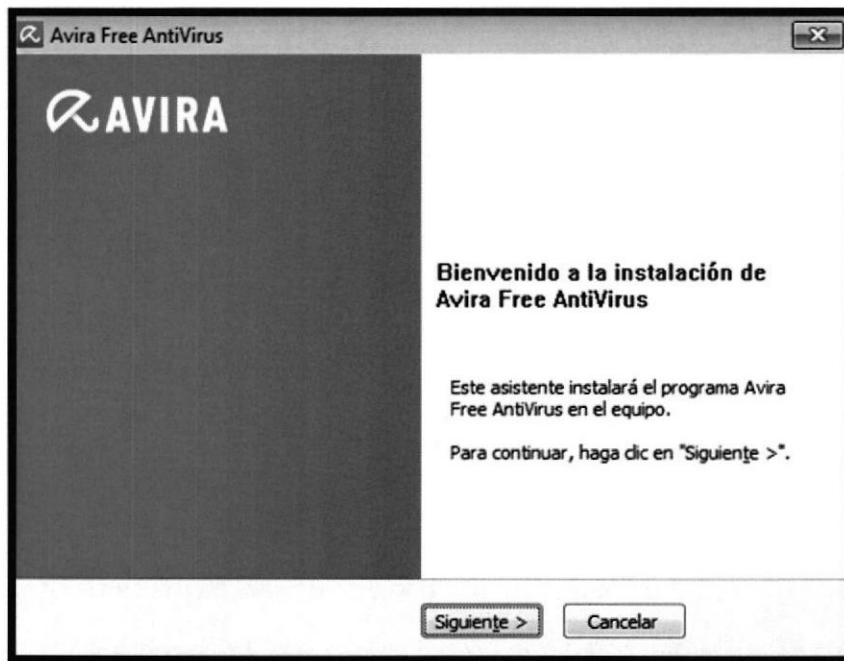 Avira Free AntiVirus
AVIRA
Bienvenido a la instalación de
Avira Free AntiVirus
Este asistente instalará el programa Avira
Free AntiVirus en el equipo.
Para continuar, haga clic en "Siguiente >".
Siguiente >
Cancelar